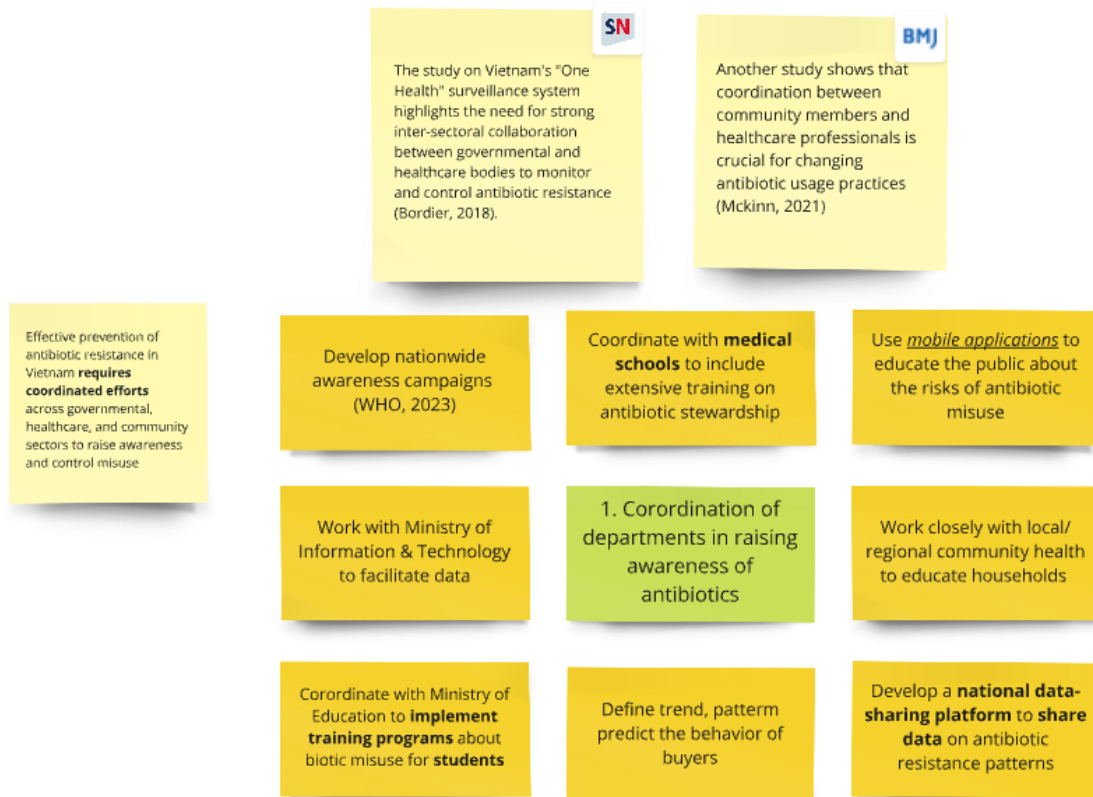 SN
The study on Vietnam's "One
Health" surveillance system
highlights the need for strong
inter-sectoral collaboration
between governmental and
healthcare bodies to monitor
and control antibiotic resistance
(Bordier, 2018).
BMJ
Another study shows that
coordination between
community members and
healthcare professionals is
crucial for changing
antibiotic usage practices
(Mckinn, 2021)
Effective prevention of
antibiotic resistance in
Vietnam requires
coordinated efforts
across governmental,
healthcare, and community
sectors to raise awareness
and control misuse
Develop nationwide
awareness campaigns
(WHO, 2023)
Coordinate with medical
schools to include
extensive training on
antibiotic stewardship
Use mobile applications to
educate the public about
the risks of antibiotic
misuse
Work with Ministry of
Information & Technology
to facilitate data
1. Corordination of
departments in raising
awareness of
antibiotics
Work closely with local/
regional community health
to educate households
Corordinate with Ministry of
Education to implement
training programs about
biotic misuse for students
Define trend, patterm
predict the behavior of
buyers
Develop a national data-
sharing platform to share
data on antibiotic
resistance patterns